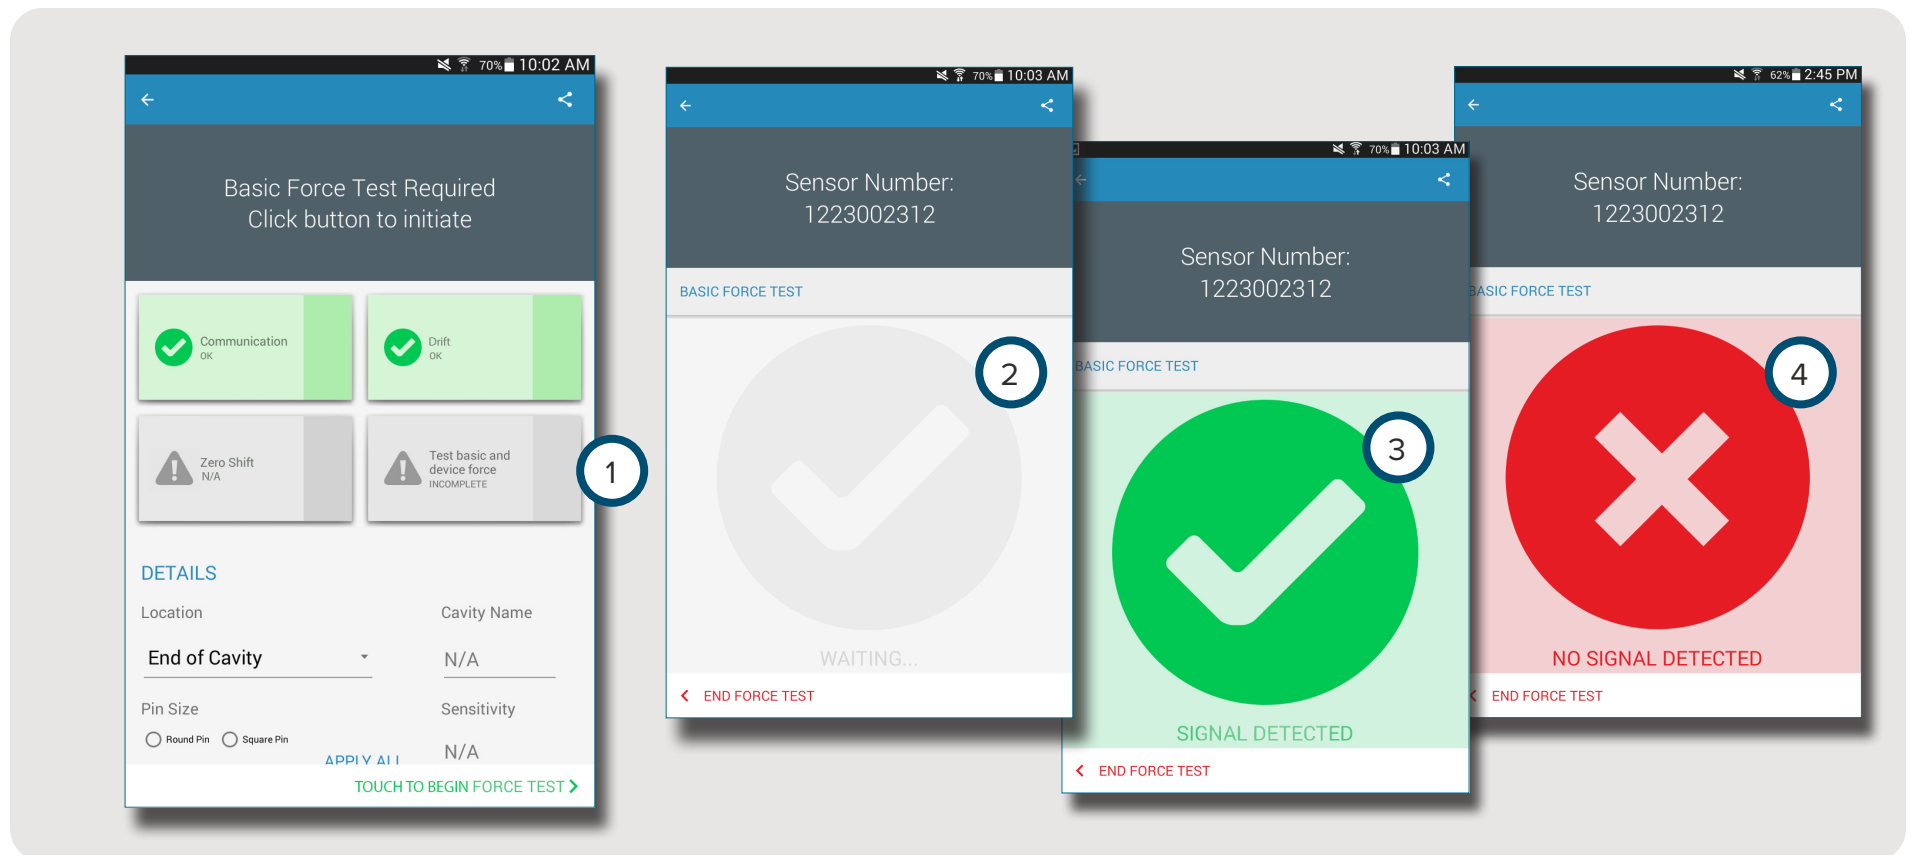 70% 10:02 AM
Basic Force Test Required
Click button to initiate
Communication
OK
Drift
OK
Zero Shift
N/A
Test basic and
device force
INCOMPLETE
1
DETAILS
Location
Cavity Name
End of Cavity
N/A
Pin Size
Sensitivity
Round Pin
Square Pin
N/A
APPLY ALL
TOUCH TO BEGIN FORCE TEST
70% 10:03 AM
Sensor Number:
1223002312
BASIC FORCE TEST
2
WAITING...
END FORCE TEST
70% 10:03 AM
Sensor Number:
1223002312
BASIC FORCE TEST
3
SIGNAL DETECTED
END FORCE TEST
62% 2:45 PM
Sensor Number:
1223002312
BASIC FORCE TEST
4
NO SIGNAL DETECTED
END FORCE TEST